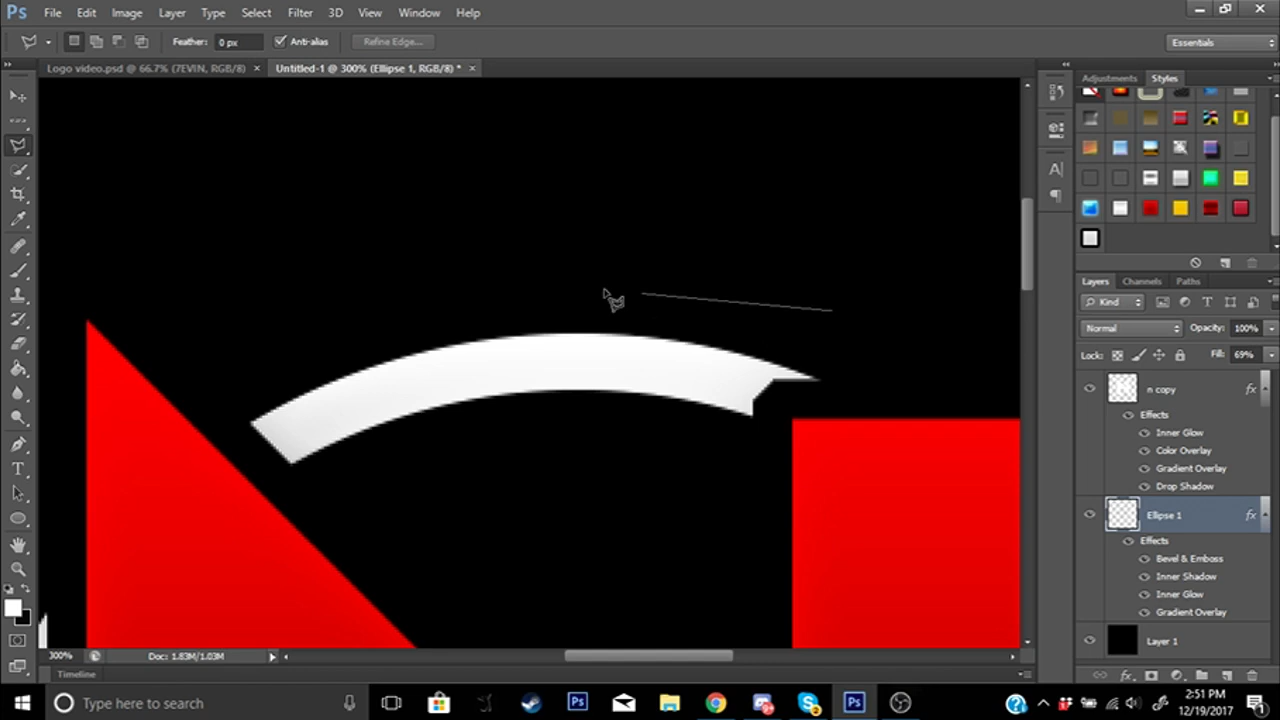 Ps File Edit Image Layer Type Select Filter 3D View Window Help
Feather: 0 px Anti-alias Refine Edge... Essentials
Logo video.psd @ 66.7% (7EVIN, RGB/8) × Untitled-1 @ 300% (Ellipse 1, RGB/8) * ×
Adjustments Styles
Layers Channels Paths
Kind
Normal Opacity: 100%
Lock: Fill: 69%
n copy fx
Effects
Inner Glow
Color Overlay
Gradient Overlay
Drop Shadow
Ellipse 1 fx
Effects
Bevel & Emboss
Inner Shadow
Inner Glow
Gradient Overlay
Layer 1
300% Doc: 1.83M/1.03M
Timeline
Type here to search
2:51 PM
12/19/2017